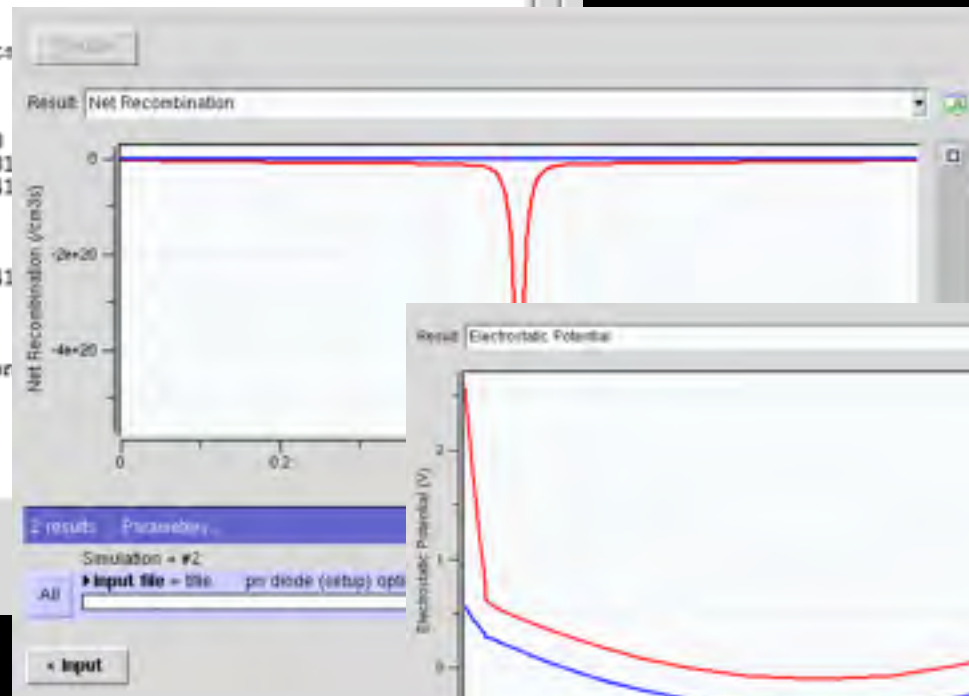 Result: Net Recombination
Net Recombination (/cm3s)
0
-2e+20
-4e+20
0
0.2
2 results
Parameters...
Simulation = #2
All
Input file = title pn diode (setup)
< Input
Result: Electrostatic Potential
Electrostatic Potential (V)
2
1
0